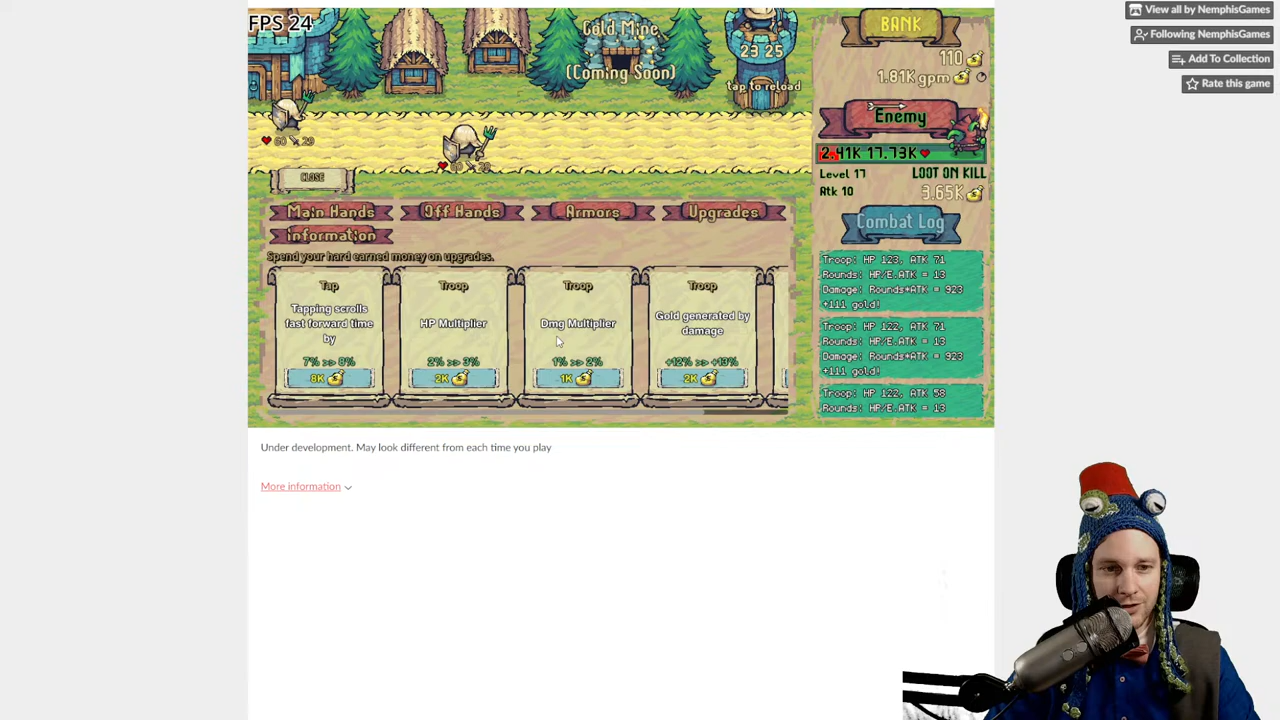 FPS 24
Gold Mine
(Coming Soon)
23 25
tap to reload
60 29
60 29
CLOSE
Main Hands
Off Hands
Armors
Upgrades
Information
Spend your hard earned money on upgrades.
Tap
Tapping scrolls
fast forward time
by
7% >> 8%
8K
Troop
HP Multiplier
2% >> 3%
2K
Troop
Dmg Multiplier
1% >> 2%
1K
Troop
Gold generated by
damage
+12% >> +13%
2K
BANK
110
1.81K gpm
Enemy
2.41K 17.73K
Level 17
LOOT ON KILL
Atk 10
3.65K
Combat Log
Troop: HP 123, ATK 71
Rounds: HP/E.ATK = 13
Damage: Rounds*ATK = 923
+111 gold!
Troop: HP 122, ATK 71
Rounds: HP/E.ATK = 13
Damage: Rounds*ATK = 923
+111 gold!
Troop: HP 122, ATK 58
Rounds: HP/E.ATK = 13
View all by NemphisGames
Following NemphisGames
Add To Collection
Rate this game
Under development. May look different from each time you play
More information